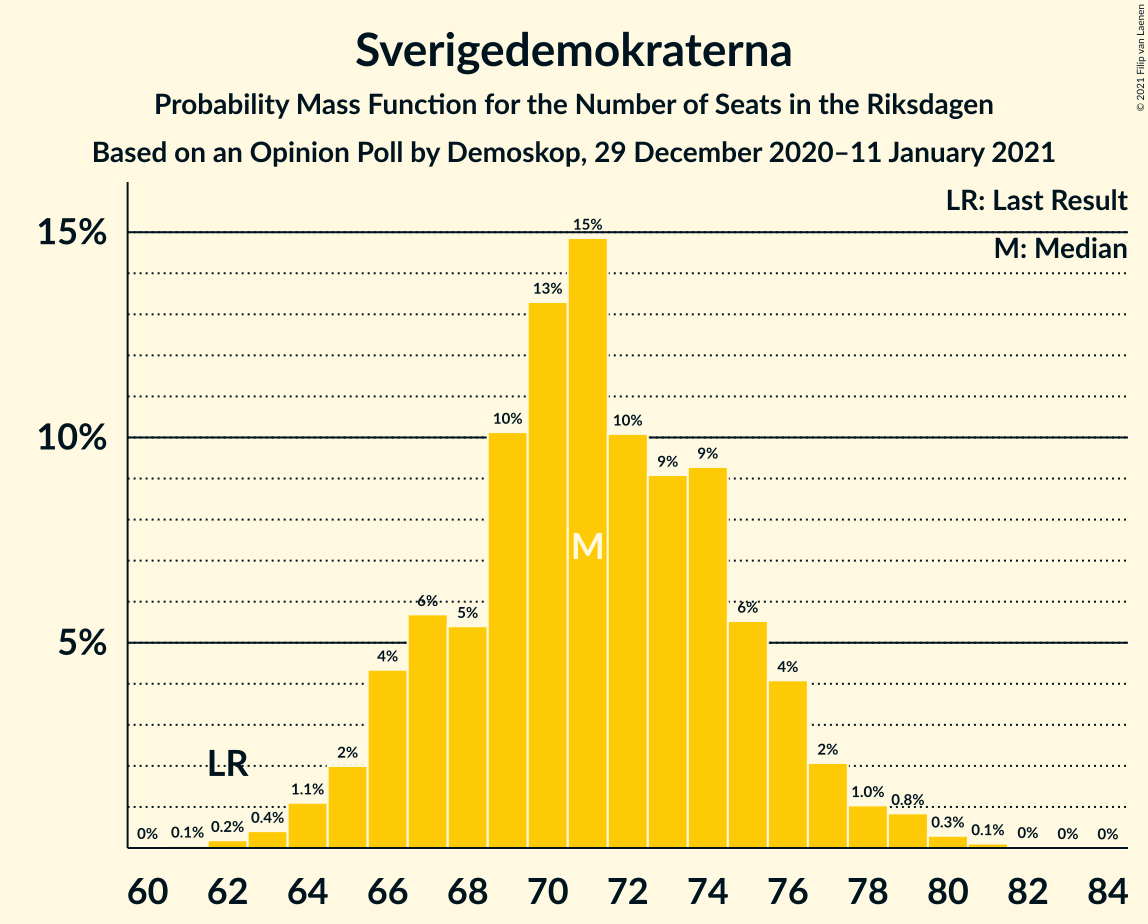 Sverigedemokraterna
Probability Mass Function for the Number of Seats in the Riksdagen
Based on an Opinion Poll by Demoskop, 29 December 2020–11 January 2021
© 2021 Filip van Laenen
LR: Last Result
M: Median
15%
10%
5%
0% 0.1% 0.2% 0.4% 1.1% 2% 4% 6% 5% 10% 13% 15% 10% 9% 9% 6% 4% 2% 1.0% 0.8% 0.3% 0.1% 0% 0% 0%
LR
M
60 62 64 66 68 70 72 74 76 78 80 82 84